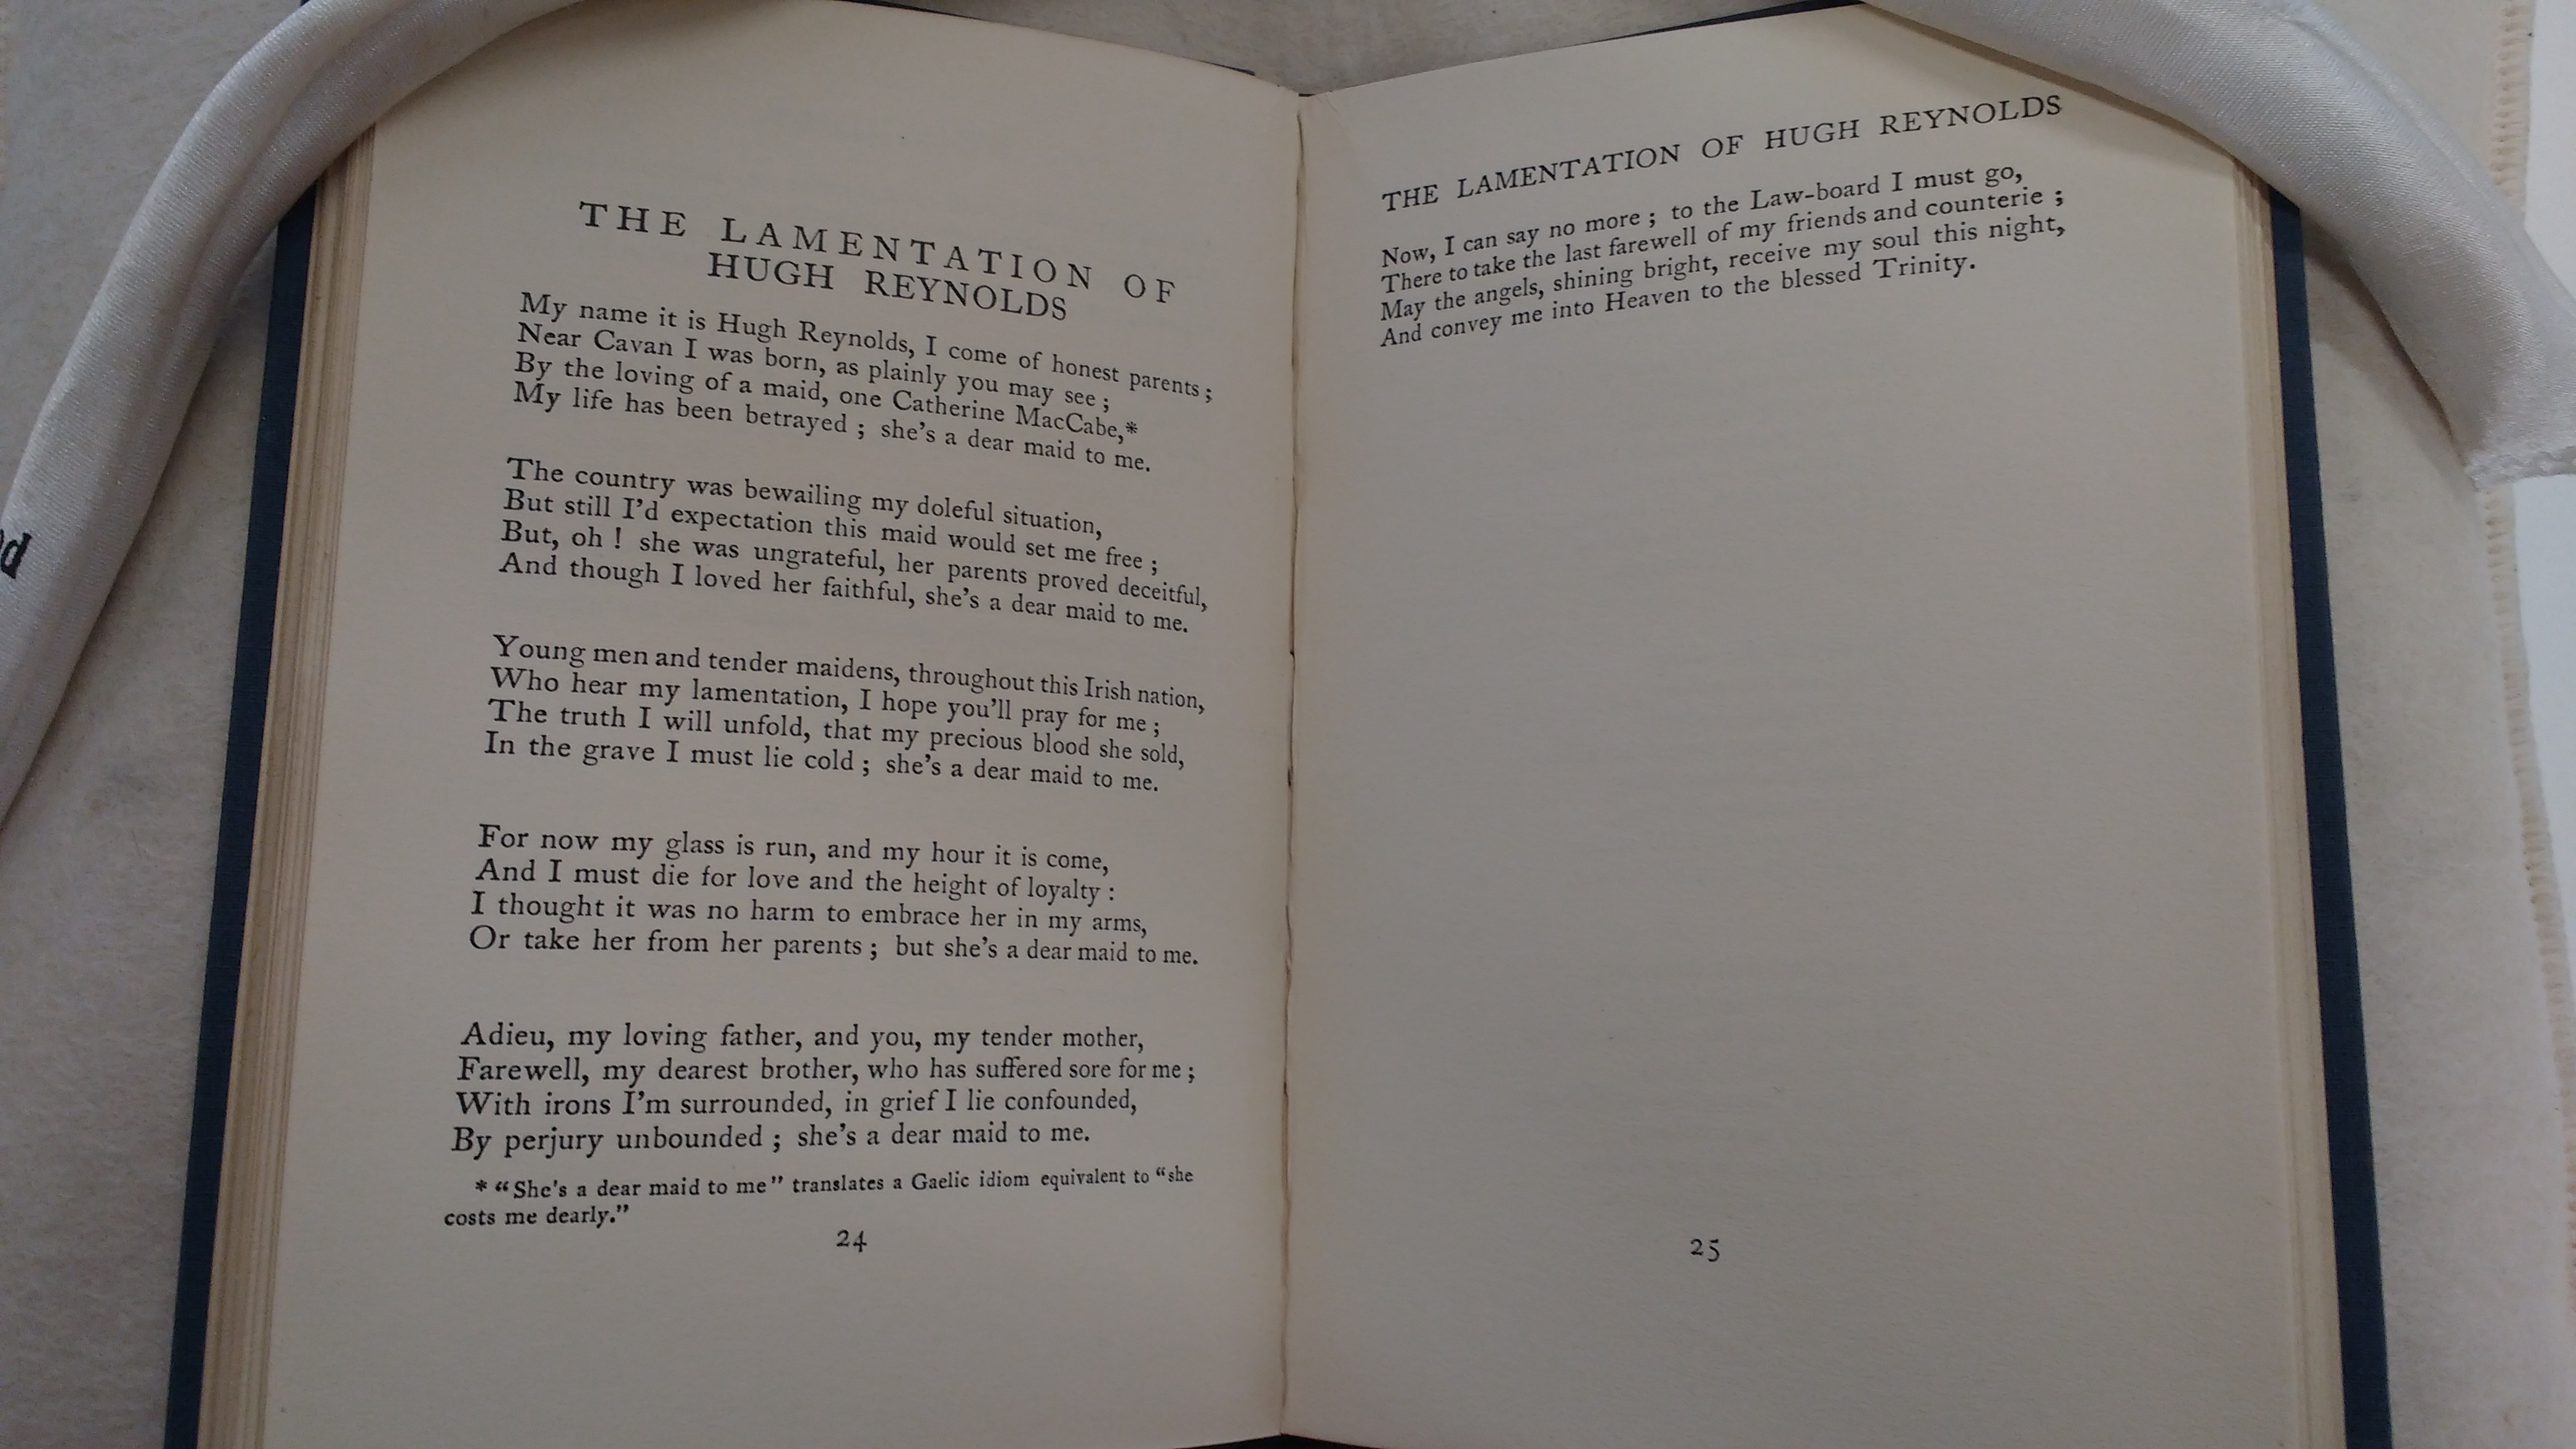 THE LAMENTATION OF
HUGH REYNOLDS
My name it is Hugh Reynolds, I come of honest parents ;
Near Cavan I was born, as plainly you may see ;
By the loving of a maid, one Catherine MacCabe,*
My life has been betrayed ; she's a dear maid to me.
The country was bewailing my doleful situation,
But still I'd expectation this maid would set me free ;
But, oh ! she was ungrateful, her parents proved deceitful,
And though I loved her faithful, she's a dear maid to me.
Young men and tender maidens, throughout this Irish nation,
Who hear my lamentation, I hope you'll pray for me ;
The truth I will unfold, that my precious blood she sold,
In the grave I must lie cold ; she's a dear maid to me.
For now my glass is run, and my hour it is come,
And I must die for love and the height of loyalty :
I thought it was no harm to embrace her in my arms,
Or take her from her parents ; but she's a dear maid to me.
Adieu, my loving father, and you, my tender mother,
Farewell, my dearest brother, who has suffered sore for me ;
With irons I'm surrounded, in grief I lie confounded,
By perjury unbounded ; she's a dear maid to me.
* “She's a dear maid to me” translates a Gaelic idiom equivalent to “she
costs me dearly.”
24
THE LAMENTATION OF HUGH REYNOLDS
Now, I can say no more ; to the Law-board I must go,
There to take the last farewell of my friends and counterie ;
May the angels, shining bright, receive my soul this night,
And convey me into Heaven to the blessed Trinity.
25